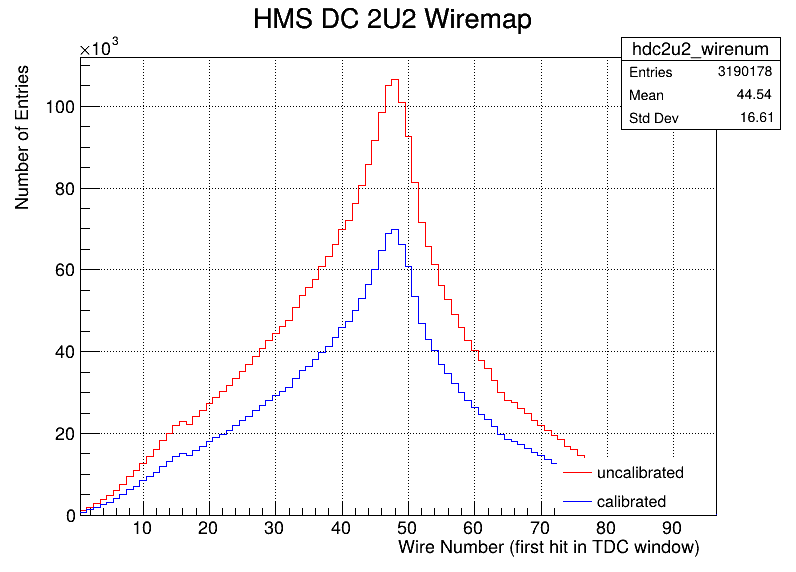 HMS DC 2U2 Wiremap
×10³
hdc2u2_wirenum
Entries 3190178
Mean 44.54
Std Dev 16.61
Number of Entries
100
80
60
40
20
0
uncalibrated
calibrated
10 20 30 40 50 60 70 80 90
Wire Number (first hit in TDC window)